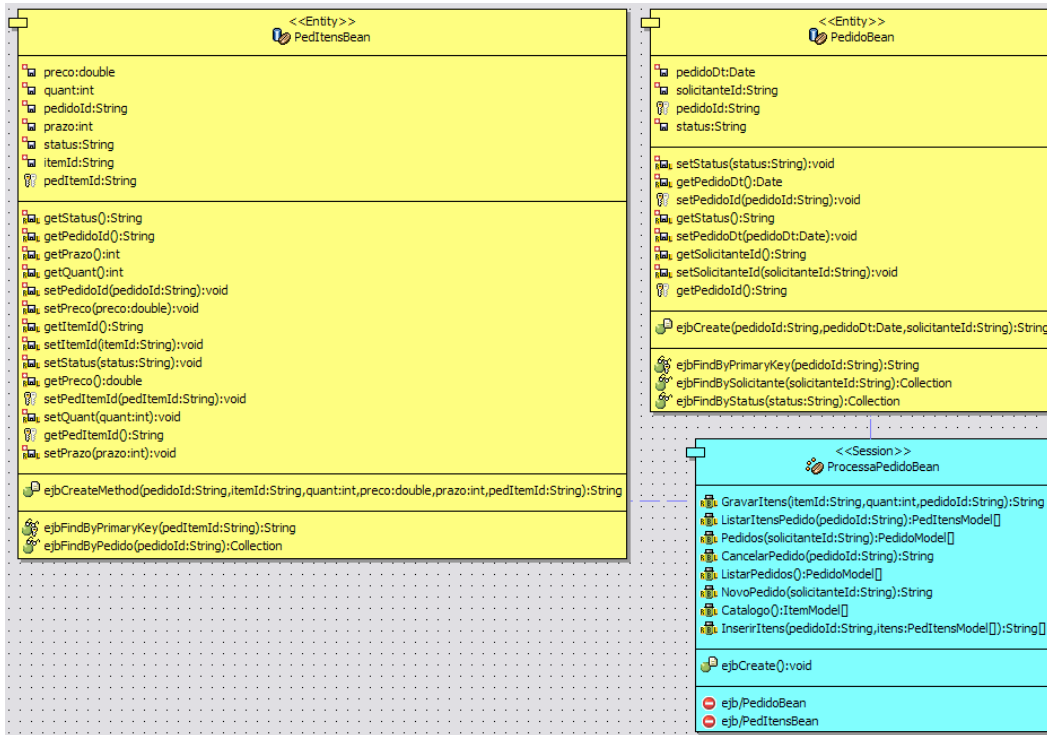 <<Entity>>
PedItensBean
preco:double
quant:int
pedidoId:String
prazo:int
status:String
itemId:String
pedItemId:String
getStatus():String
getPedidoId():String
getPrazo():int
getQuant():int
setPedidoId(pedidoId:String):void
setPreco(preco:double):void
getItemId():String
setItemId(itemId:String):void
setStatus(status:String):void
getPreco():double
setPedItemId(pedItemId:String):void
setQuant(quant:int):void
getPedItemId():String
setPrazo(prazo:int):void
ejbCreateMethod(pedidoId:String,itemId:String,quant:int,preco:double,prazo:int,pedItemId:String):String
ejbFindByPrimaryKey(pedItemId:String):String
ejbFindByPedido(pedidoId:String):Collection
<<Entity>>
PedidoBean
pedidoDt:Date
solicitanteId:String
pedidoId:String
status:String
setStatus(status:String):void
getPedidoDt():Date
setPedidoId(pedidoId:String):void
getStatus():String
setPedidoDt(pedidoDt:Date):void
getSolicitanteId():String
setSolicitanteId(solicitanteId:String):void
getPedidoId():String
ejbCreate(pedidoId:String,pedidoDt:Date,solicitanteId:String):String
ejbFindByPrimaryKey(pedidoId:String):String
ejbFindBySolicitante(solicitanteId:String):Collection
ejbFindByStatus(status:String):Collection
<<Session>>
ProcessaPedidoBean
GravarItens(itemId:String,quant:int,pedidoId:String):String
ListarItensPedido(pedidoId:String):PedItensModel[]
Pedidos(solicitanteId:String):PedidoModel[]
CancelarPedido(pedidoId:String):String
ListarPedidos():PedidoModel[]
NovoPedido(solicitanteId:String):String
Catalogo():ItemModel[]
InserirItens(pedidoId:String,itens:PedItensModel[]):String[]
ejbCreate():void
ejb/PedidoBean
ejb/PedItensBean